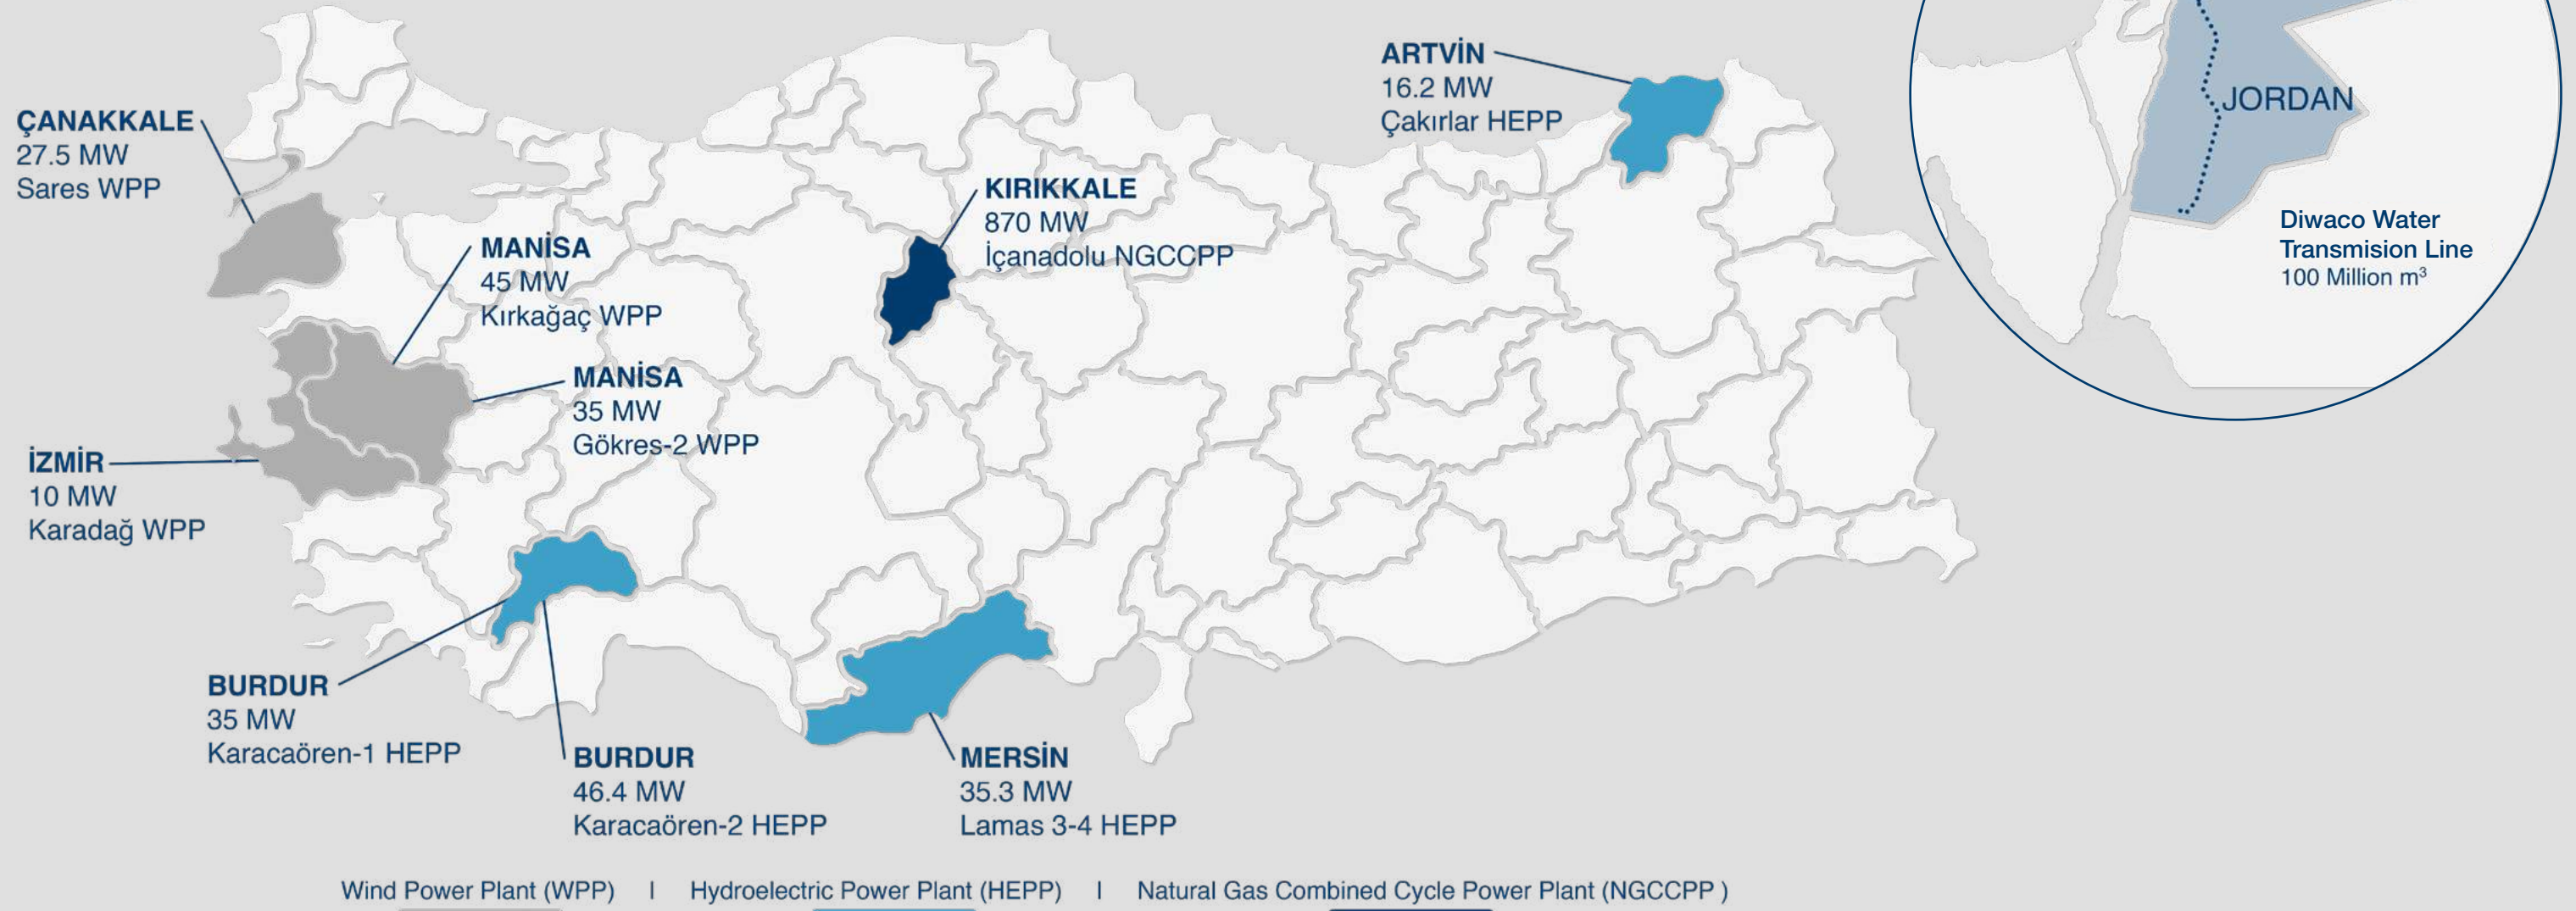 ÇANAKKALE
27.5 MW
Sares WPP
MANİSA
45 MW
Kırkağaç WPP
MANİSA
35 MW
Gökres-2 WPP
İZMİR
10 MW
Karadağ WPP
BURDUR
35 MW
Karacaören-1 HEPP
BURDUR
46.4 MW
Karacaören-2 HEPP
MERSİN
35.3 MW
Lamas 3-4 HEPP
KIRIKKALE
870 MW
İçanadolu NGCCPP
ARTVİN
16.2 MW
Çakırlar HEPP
JORDAN
Diwaco Water
Transmision Line
100 Million m³
Wind Power Plant (WPP) | Hydroelectric Power Plant (HEPP) | Natural Gas Combined Cycle Power Plant (NGCCPP )